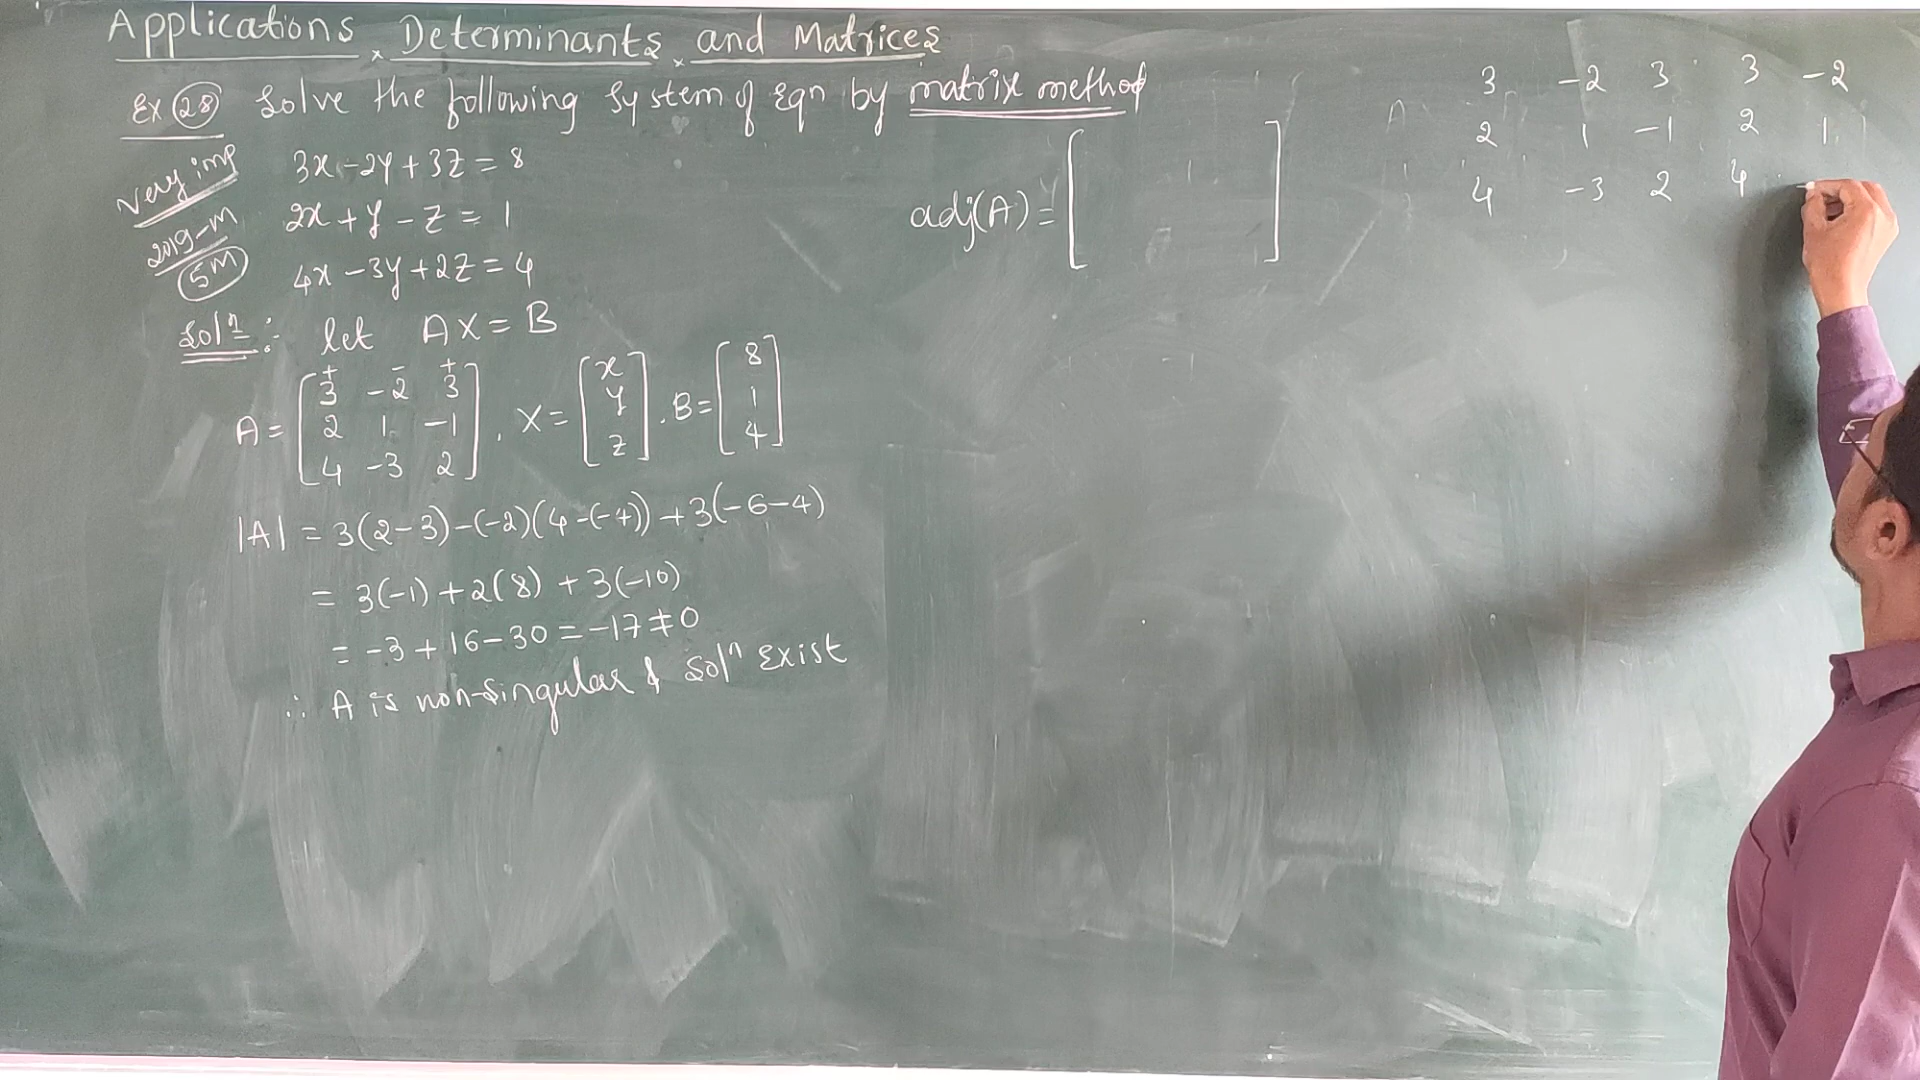 Applications Determinants and Matrices
Ex 28 Solve the following System of Eqn by matrix method
Very imp
2019-M
5M
3x-2y+3z=8
2x+y-z=1
4x-3y+2z=4
Solⁿ: let AX=B
A= [ 3 -2 3
2 1 -1
4 -3 2 ] , X= [ x
y
z ] , B= [ 8
1
4 ]
|A| = 3(2-3)-(-2)(4-(-4))+3(-6-4)
= 3(-1)+2(8)+3(-10)
= -3+16-30=-17≠0
∴ A is non-singular & Solⁿ Exist
adj(A)= [ ]
3 -2 3 3 -2
2 1 -1 2 1
4 -3 2 4 -